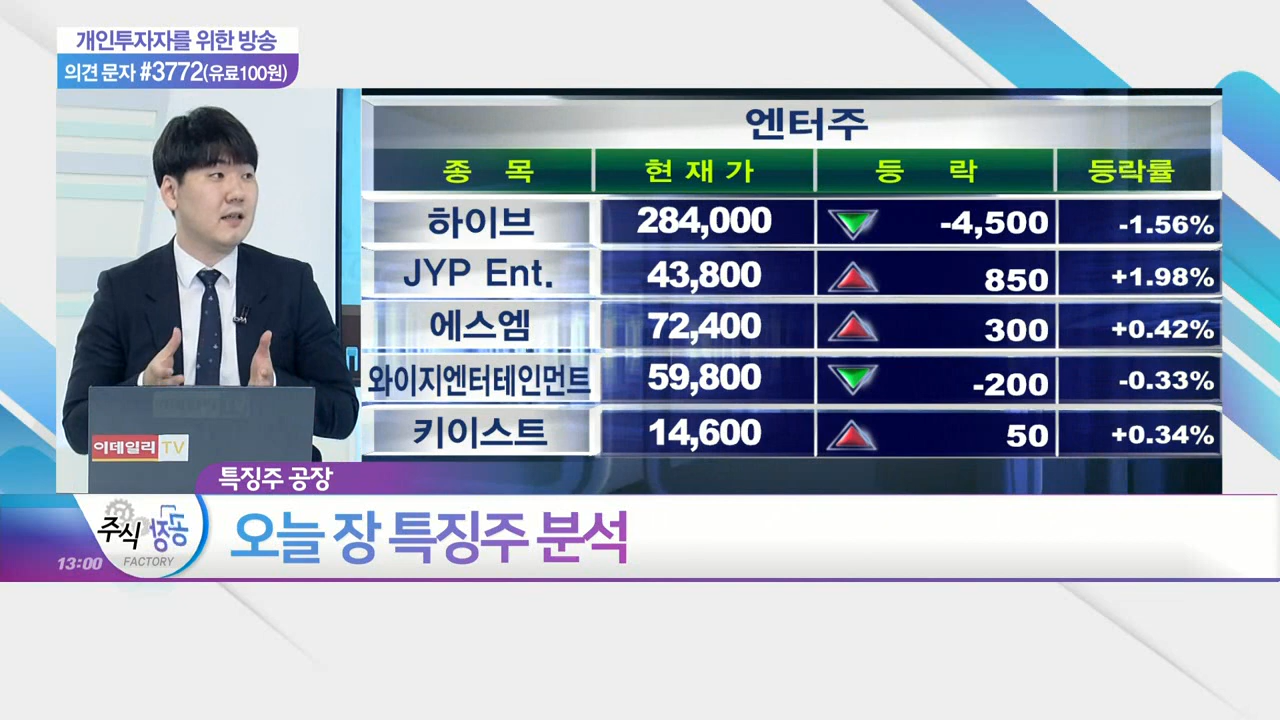 개인투자자를 위한 방송
의견 문자 #3772(유료100원)
엔터주
종 목 현 재 가 등 락 등락률
하이브 284,000 -4,500 -1.56%
JYP Ent. 43,800 850 +1.98%
에스엠 72,400 300 +0.42%
와이지엔터테인먼트 59,800 -200 -0.33%
키이스트 14,600 50 +0.34%
이데일리 TV
특징주 공장
주식
FACTORY
13:00
오늘 장 특징주 분석